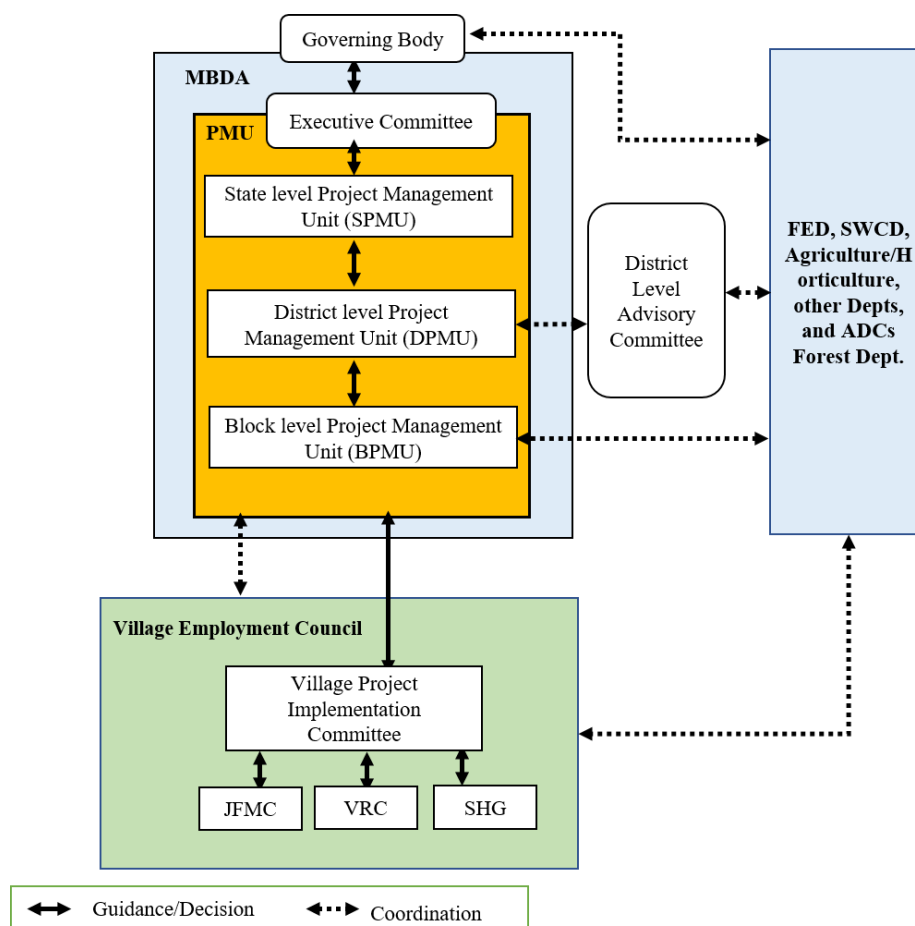 Governing Body
MBDA
Executive Committee
PMU
State level Project Management
Unit (SPMU)
District level Project
Management Unit (DPMU)
Block level Project Management
Unit (BPMU)
District
Level
Advisory
Committee
FED, SWCD,
Agriculture/H
orticulture,
other Depts,
and ADCs
Forest Dept.
Village Employment Council
Village Project
Implementation
Committee
JFMC
VRC
SHG
Guidance/Decision
Coordination